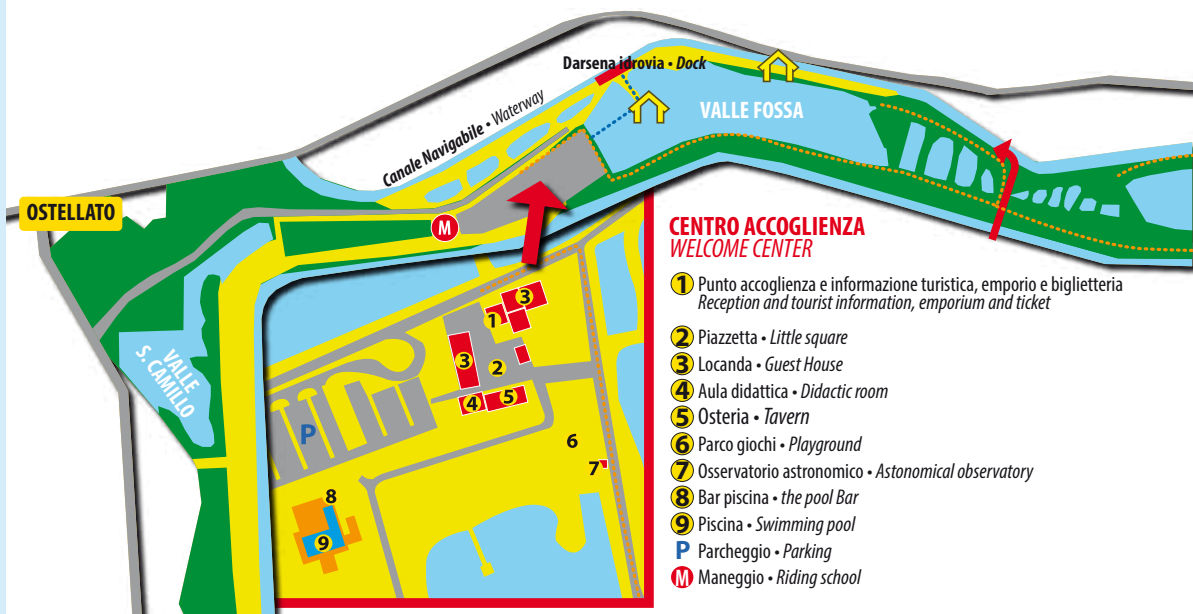 Darsena idrovia • Dock
VALLE FOSSA
Canale Navigabile • Waterway
OSTELLATO
M
VALLE
S. CAMILLO
3
1
3
2
5
4
P
6
7
8
9
CENTRO ACCOGLIENZA
WELCOME CENTER
1 Punto accoglienza e informazione turistica, emporio e biglietteria
Reception and tourist information, emporium and ticket
2 Piazzetta • Little square
3 Locanda • Guest House
4 Aula didattica • Didactic room
5 Osteria • Tavern
6 Parco giochi • Playground
7 Osservatorio astronomico • Astonomical observatory
8 Bar piscina • the pool Bar
9 Piscina • Swimming pool
P Parcheggio • Parking
M Maneggio • Riding school